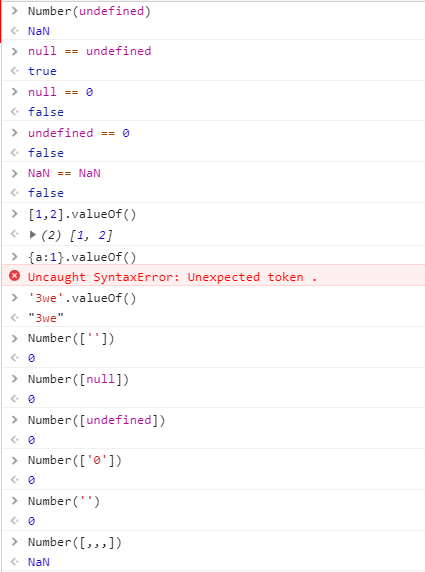 Number(undefined)
NaN
null == undefined
true
null == 0
false
undefined == 0
false
NaN == NaN
false
[1,2].valueOf()
(2) [1, 2]
{a:1}.valueOf()
Uncaught SyntaxError: Unexpected token .
'3we'.valueOf()
"3we"
Number([''])
0
Number([null])
0
Number([undefined])
0
Number(['0'])
0
Number('')
0
Number([,,,])
NaN